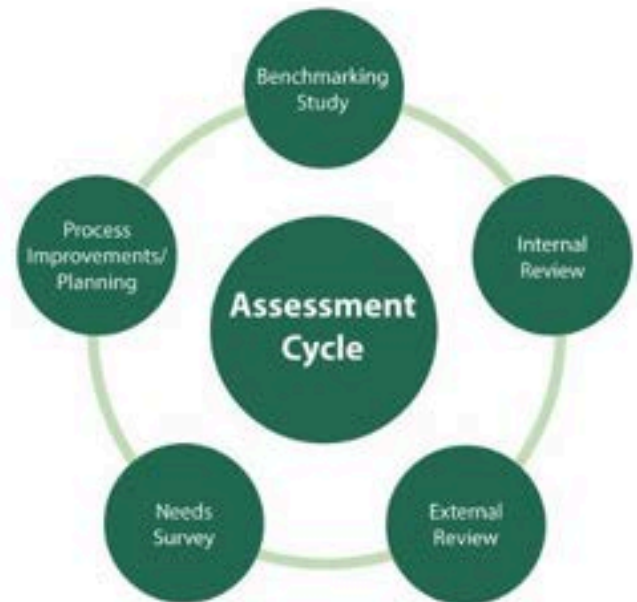 Benchmarking
Study
Internal
Review
External
Review
Needs
Survey
Process
Improvements/
Planning
Assessment
Cycle